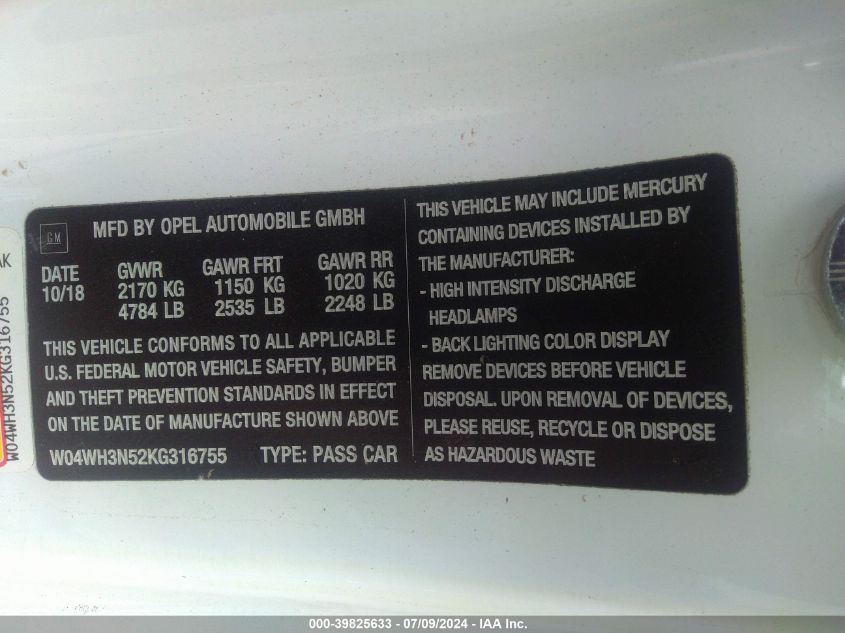 AK
W04WH3N52KG316755
GM
MFD BY OPEL AUTOMOBILE GMBH
DATE GVWR GAWR FRT GAWR RR
10/18 2170 KG 1150 KG 1020 KG
4784 LB 2535 LB 2248 LB
THIS VEHICLE CONFORMS TO ALL APPLICABLE
U.S. FEDERAL MOTOR VEHICLE SAFETY, BUMPER
AND THEFT PREVENTION STANDARDS IN EFFECT
ON THE DATE OF MANUFACTURE SHOWN ABOVE
W04WH3N52KG316755 TYPE: PASS CAR
THIS VEHICLE MAY INCLUDE MERCURY
CONTAINING DEVICES INSTALLED BY
THE MANUFACTURER:
- HIGH INTENSITY DISCHARGE
HEADLAMPS
- BACK LIGHTING COLOR DISPLAY
REMOVE DEVICES BEFORE VEHICLE
DISPOSAL. UPON REMOVAL OF DEVICES,
PLEASE REUSE, RECYCLE OR DISPOSE
AS HAZARDOUS WASTE
000-39825633 - 07/09/2024 - IAA Inc.